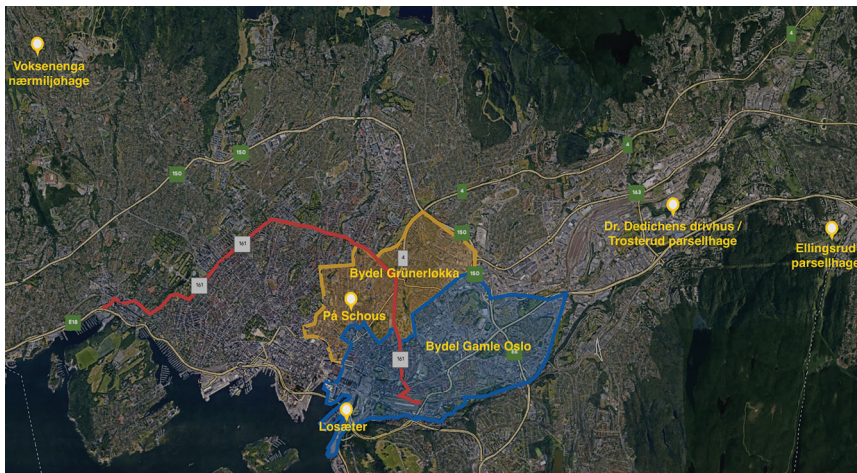 4
Voksenenga
nærmiljøhage
150
150
4
4
163
Dr. Dedichens drivhus /
Trosterud parsellhage
150
161
Ellingsrud
parsellhage
4
Bydel Grünerløkka
150
161
På Schous
E18
Bydel Gamle Oslo
161
Losæter